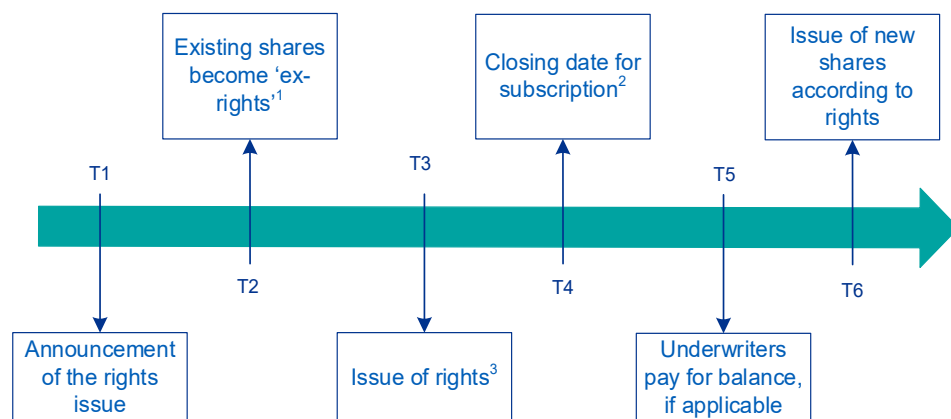 Existing shares
become ‘ex-
rights’¹
Closing date for
subscription²
Issue of new
shares
according to
rights
T1
T3
T5
T2
T4
T6
Announcement
of the rights
issue
Issue of rights³
Underwriters
pay for balance,
if applicable